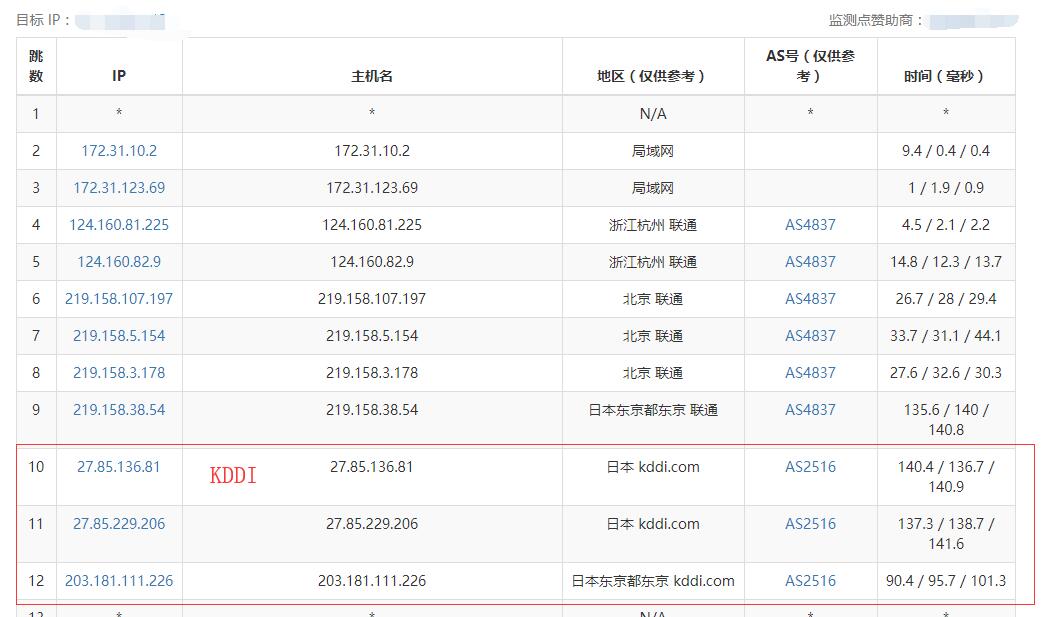 目标 IP： 监测点赞助商：
跳数 IP 主机名 地区（仅供参考） AS号（仅供参考） 时间（毫秒）
1 * * N/A * *
2 172.31.10.2 172.31.10.2 局域网 9.4 / 0.4 / 0.4
3 172.31.123.69 172.31.123.69 局域网 1 / 1.9 / 0.9
4 124.160.81.225 124.160.81.225 浙江杭州 联通 AS4837 4.5 / 2.1 / 2.2
5 124.160.82.9 124.160.82.9 浙江杭州 联通 AS4837 14.8 / 12.3 / 13.7
6 219.158.107.197 219.158.107.197 北京 联通 AS4837 26.7 / 28 / 29.4
7 219.158.5.154 219.158.5.154 北京 联通 AS4837 33.7 / 31.1 / 44.1
8 219.158.3.178 219.158.3.178 北京 联通 AS4837 27.6 / 32.6 / 30.3
9 219.158.38.54 219.158.38.54 日本东京都东京 联通 AS4837 135.6 / 140 / 140.8
10 27.85.136.81 KDDI 27.85.136.81 日本 kddi.com AS2516 140.4 / 136.7 / 140.9
11 27.85.229.206 27.85.229.206 日本 kddi.com AS2516 137.3 / 138.7 / 141.6
12 203.181.111.226 203.181.111.226 日本东京都东京 kddi.com AS2516 90.4 / 95.7 / 101.3
13 * * N/A * *